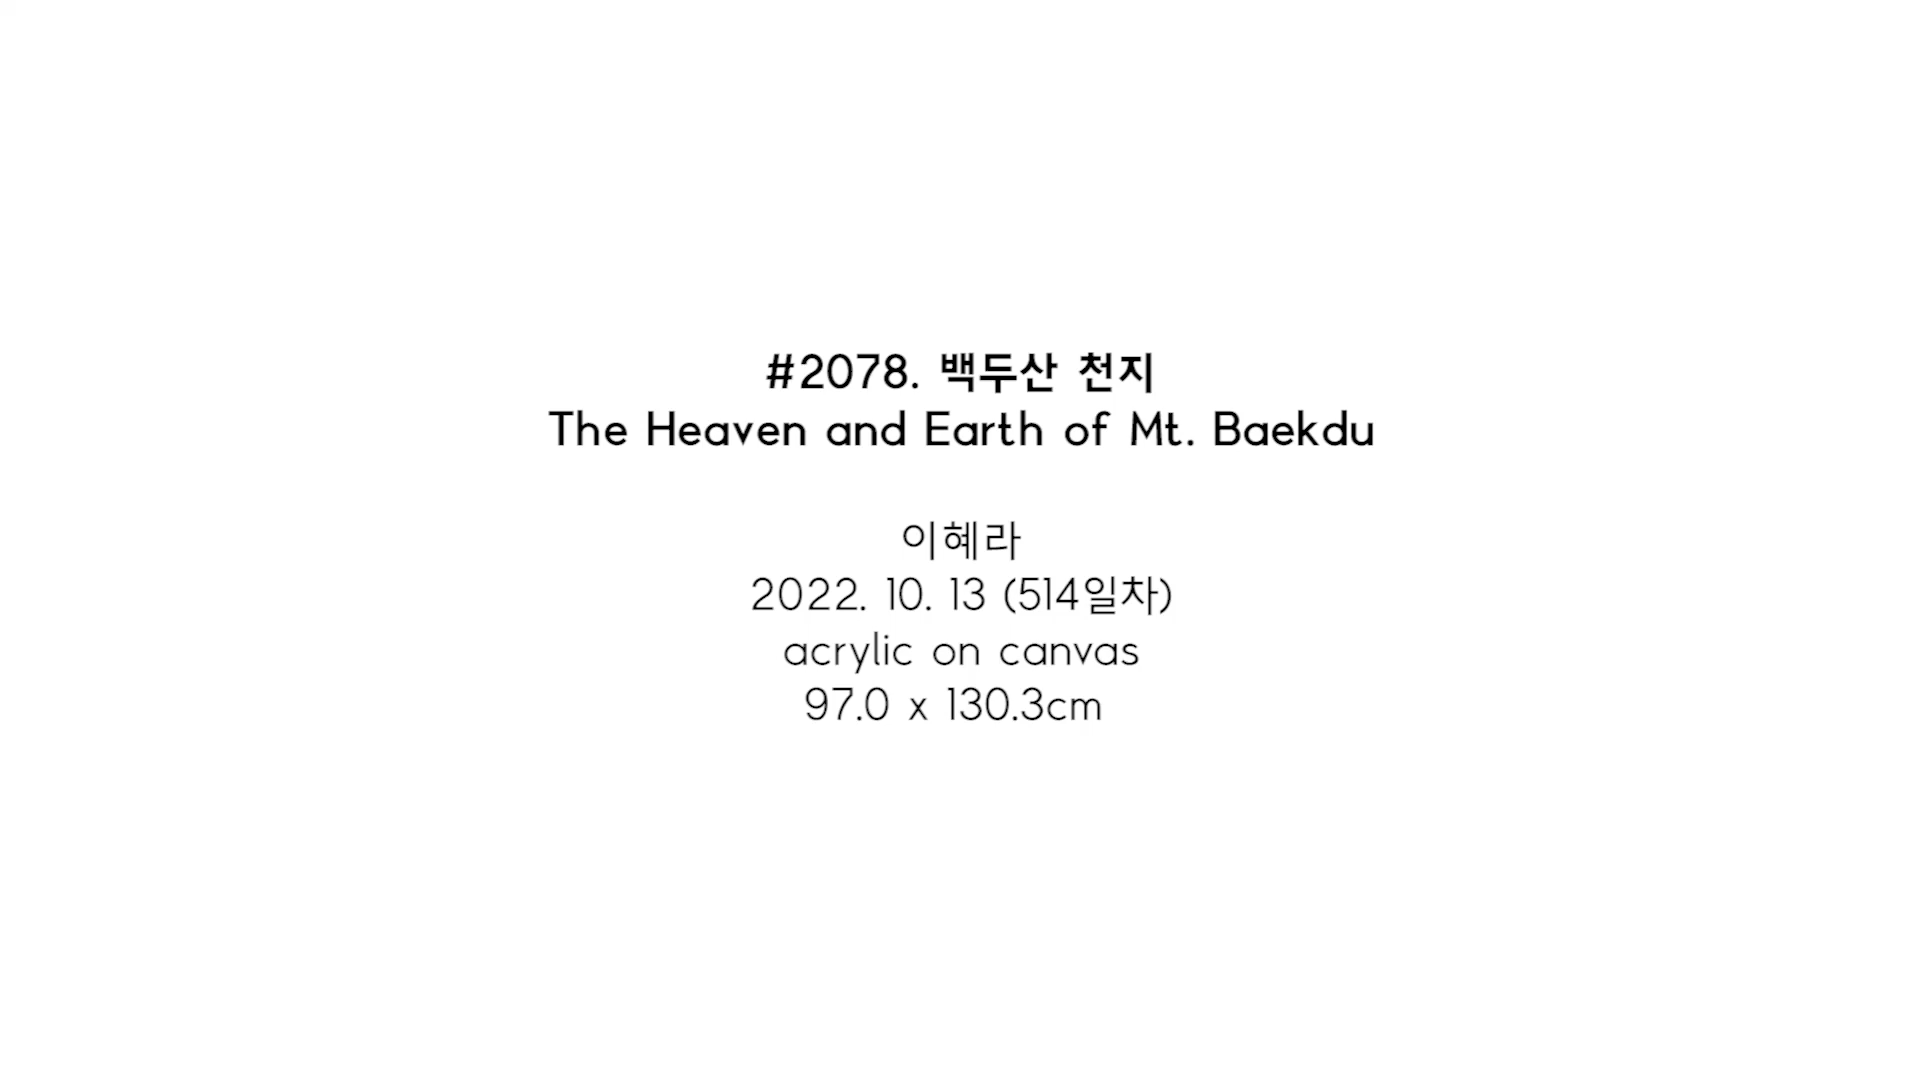 #2078. 백두산 천지
The Heaven and Earth of Mt. Baekdu
이혜라
2022. 10. 13 (514일차)
acrylic on canvas
97.0 x 130.3cm